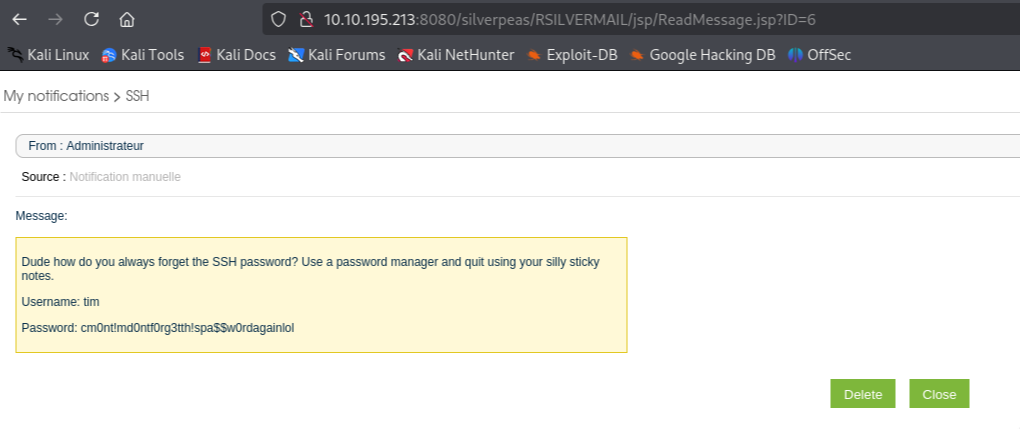 10.10.195.213:8080/silverpeas/RSILVERMAIL/jsp/ReadMessage.jsp?ID=6
Kali Linux Kali Tools Kali Docs Kali Forums Kali NetHunter Exploit-DB Google Hacking DB OffSec
My notifications > SSH
From : Administrateur
Source : Notification manuelle
Message:
Dude how do you always forget the SSH password? Use a password manager and quit using your silly sticky
notes.
Username: tim
Password: cm0nt!md0ntf0rg3tth!spa$$w0rdagainlol
Delete Close